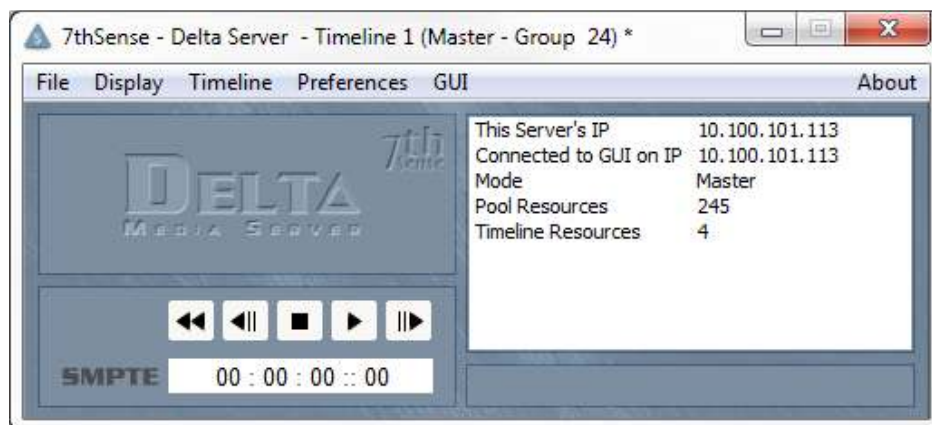 7thSense - Delta Server - Timeline 1 (Master - Group 24) *
File Display Timeline Preferences GUI About
7th
Sense
DELTA
MEDIA SERVER
This Server's IP 10.100.101.113
Connected to GUI on IP 10.100.101.113
Mode Master
Pool Resources 245
Timeline Resources 4
SMPTE 00 : 00 : 00 :: 00